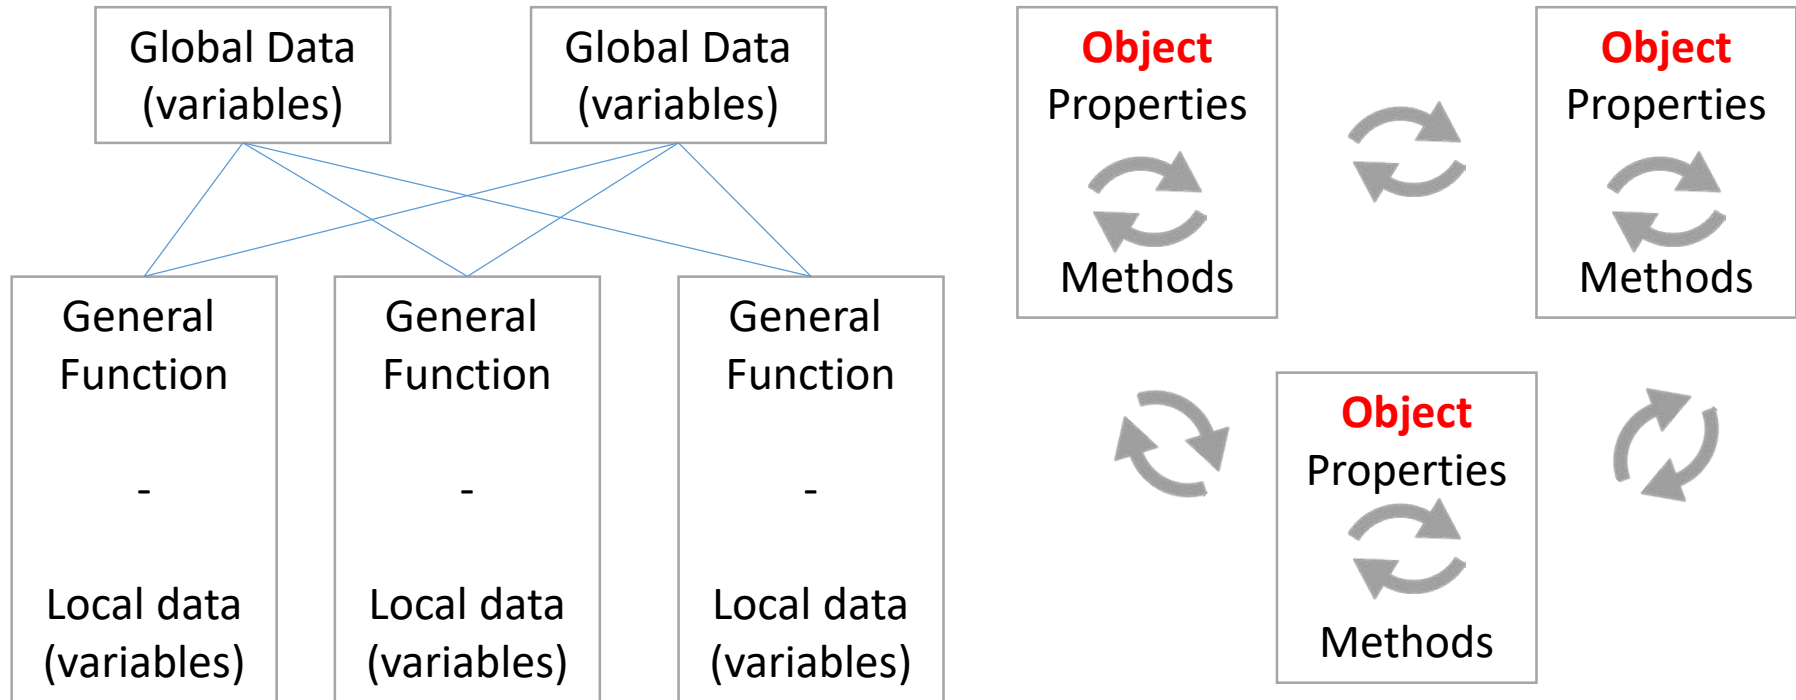 Global Data
(variables)
Global Data
(variables)
General
Function
-
Local data
(variables)
General
Function
-
Local data
(variables)
General
Function
-
Local data
(variables)
Object
Properties
Methods
Object
Properties
Methods
Object
Properties
Methods